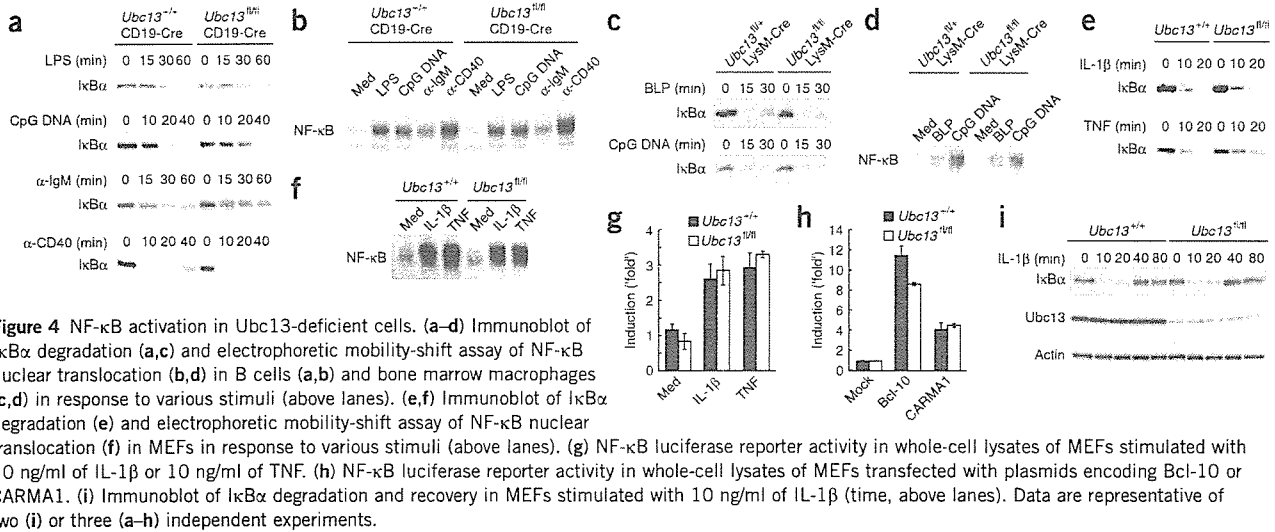 a
Ubc13+/+ Ubc13fl/fl
CD19-Cre CD19-Cre
LPS (min) 0 15 30 60 0 15 30 60
IκBα
CpG DNA (min) 0 10 20 40 0 10 20 40
IκBα
α-IgM (min) 0 15 30 60 0 15 30 60
IκBα
α-CD40 (min) 0 10 20 40 0 10 20 40
IκBα
b
Ubc13+/+ Ubc13fl/fl
CD19-Cre CD19-Cre
Med LPS CpG DNA α-IgM α-CD40 Med LPS CpG DNA α-IgM α-CD40
NF-κB
f
Ubc13+/+ Ubc13fl/fl
Med IL-1β TNF Med IL-1β TNF
NF-κB
c
Ubc13fl/+ LysM-Cre Ubc13fl/fl LysM-Cre
BLP (min) 0 15 30 0 15 30
IκBα
CpG DNA (min) 0 15 30 0 15 30
IκBα
d
Ubc13fl/+ LysM-Cre Ubc13fl/fl LysM-Cre
Med BLP CpG DNA Med BLP CpG DNA
NF-κB
e
Ubc13+/+ Ubc13fl/fl
IL-1β (min) 0 10 20 0 10 20
IκBα
TNF (min) 0 10 20 0 10 20
IκBα
g
Ubc13+/+
Ubc13fl/fl
Induction ('fold')
4
3
2
1
0
Med IL-1β TNF
h
Ubc13+/+
Ubc13fl/fl
Induction ('fold')
14
12
10
8
6
4
2
0
Mock Bcl-10 CARMA1
i
Ubc13+/+ Ubc13fl/fl
IL-1β (min) 0 10 20 40 80 0 10 20 40 80
IκBα
Ubc13
Actin
igure 4 NF-κB activation in Ubc13-deficient cells. (a–d) Immunoblot of
κBα degradation (a,c) and electrophoretic mobility-shift assay of NF-κB
uclear translocation (b,d) in B cells (a,b) and bone marrow macrophages
c,d) in response to various stimuli (above lanes). (e,f) Immunoblot of IκBα
egradation (e) and electrophoretic mobility-shift assay of NF-κB nuclear
ranslocation (f) in MEFs in response to various stimuli (above lanes). (g) NF-κB luciferase reporter activity in whole-cell lysates of MEFs stimulated with
0 ng/ml of IL-1β or 10 ng/ml of TNF. (h) NF-κB luciferase reporter activity in whole-cell lysates of MEFs transfected with plasmids encoding Bcl-10 or
ARMA1. (i) Immunoblot of IκBα degradation and recovery in MEFs stimulated with 10 ng/ml of IL-1β (time, above lanes). Data are representative of
wo (i) or three (a–h) independent experiments.